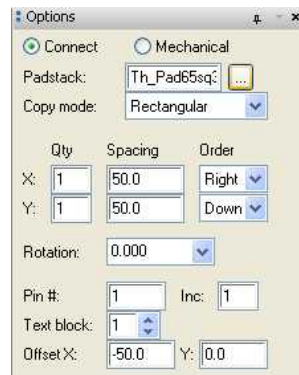 Options
Connect Mechanical
Padstack: Th_Pad65sq ...
Copy mode: Rectangular
Qty Spacing Order
X: 1 50.0 Right
Y: 1 50.0 Down
Rotation: 0.000
Pin #: 1 Inc: 1
Text block: 1
Offset X: -50.0 Y: 0.0